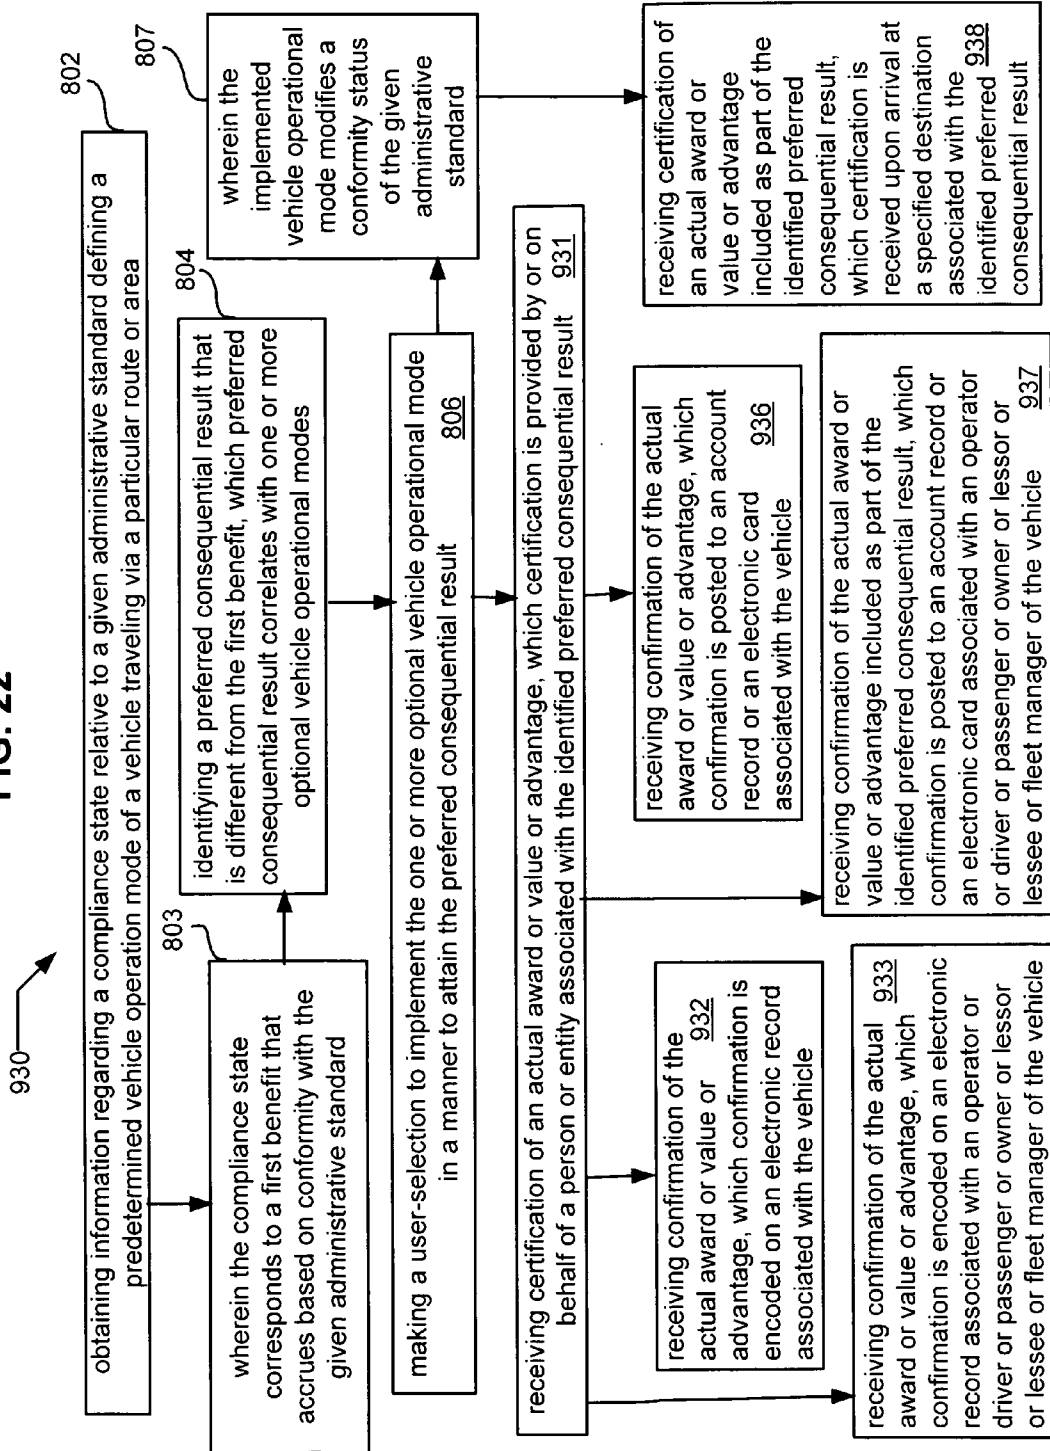 FIG. 22
930
802
obtaining information regarding a compliance state relative to a given administrative standard defining a
predetermined vehicle operation mode of a vehicle traveling via a particular route or area
803
wherein the compliance state
corresponds to a first benefit that
accrues based on conformity with the
given administrative standard
804
identifying a preferred consequential result that
is different from the first benefit, which preferred
consequential result correlates with one or more
optional vehicle operational modes
807
wherein the
implemented
vehicle operational
mode modifies a
conformity status
of the given
administrative
standard
making a user-selection to implement the one or more optional vehicle operational mode
in a manner to attain the preferred consequential result 806
receiving certification of an actual award or value or advantage, which certification is provided by or on
behalf of a person or entity associated with the identified preferred consequential result 931
receiving confirmation of the
actual award or value or 932
advantage, which confirmation is
encoded on an electronic record
associated with the vehicle
receiving confirmation of the actual
award or value or advantage, which 933
confirmation is encoded on an electronic
record associated with an operator or
driver or passenger or owner or lessor
or lessee or fleet manager of the vehicle
receiving confirmation of the actual
award or value or advantage, which
confirmation is posted to an account
record or an electronic card 936
associated with the vehicle
receiving confirmation of the actual award or
value or advantage included as part of the
identified preferred consequential result, which
confirmation is posted to an account record or
an electronic card associated with an operator
or driver or passenger or owner or lessor or
lessee or fleet manager of the vehicle 937
receiving certification of
an actual award or
value or advantage
included as part of the
identified preferred
consequential result,
which certification is
received upon arrival at
a specified destination
associated with the 938
identified preferred
consequential result